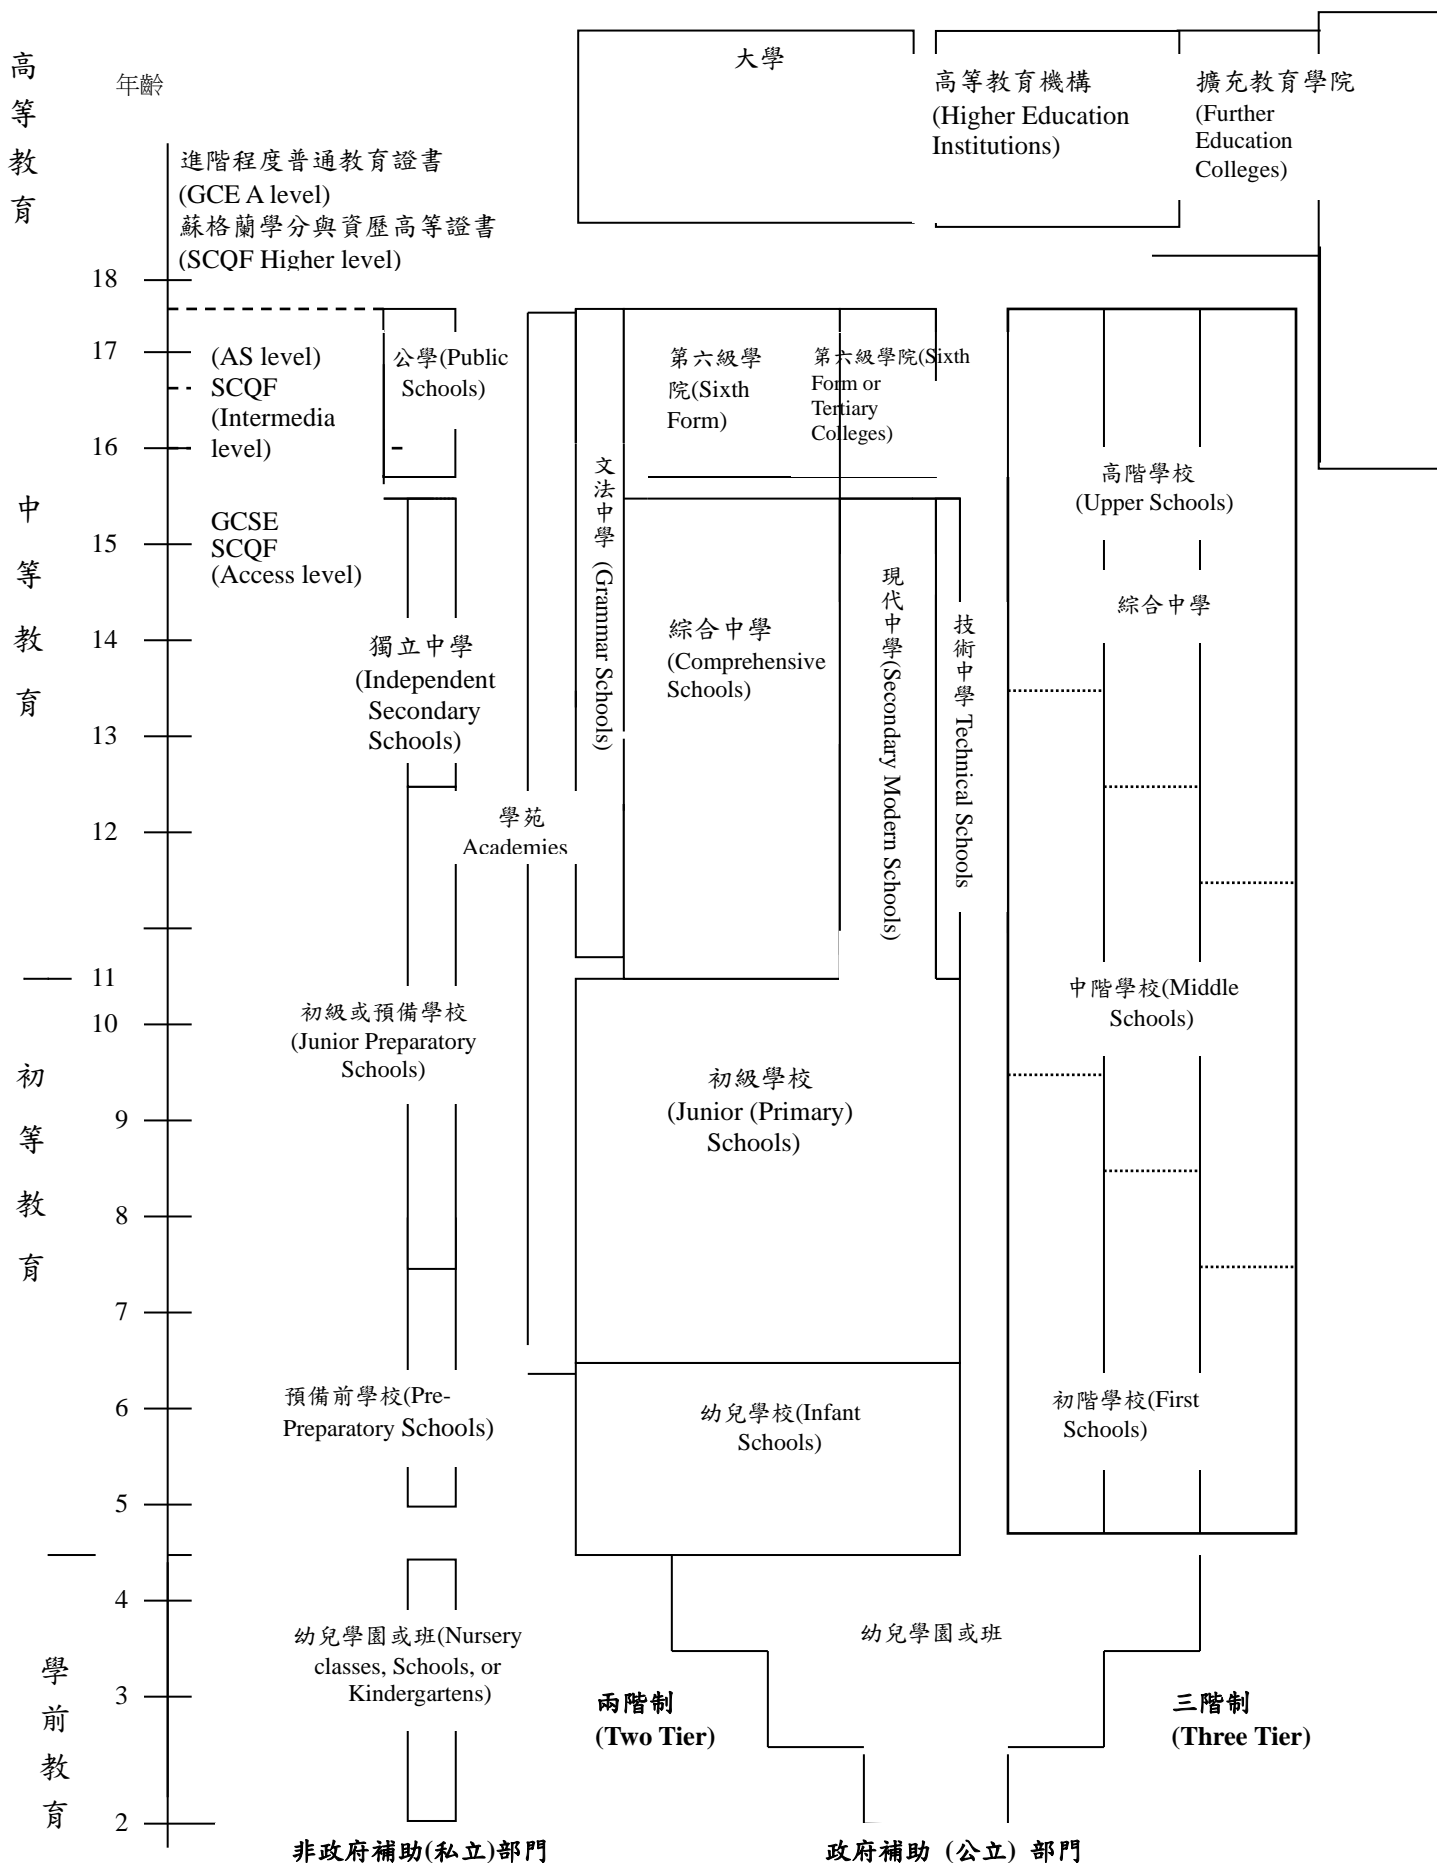 高等教育
年齡
大學
高等教育機構
(Higher Education
Institutions)
擴充教育學院
(Further
Education
Colleges)
進階程度普通教育證書
(GCE A level)
蘇格蘭學分與資歷高等證書
(SCQF Higher level)
18
17
(AS level)
SCQF
(Intermedia
level)
公學(Public
Schools)
第六級學
院(Sixth
Form)
第六級學院(Sixth
Form or
Tertiary
Colleges)
16
高階學校
(Upper Schools)
中等教育
GCSE
SCQF
(Access level)
15
文法中學 (Grammar Schools)
現代中學(Secondary Modern Schools)
技術中學 Technical Schools
綜合中學
14
獨立中學
(Independent
Secondary
Schools)
綜合中學
(Comprehensive
Schools)
13
12
學苑
Academies
11
10
初級或預備學校
(Junior Preparatory
Schools)
中階學校(Middle
Schools)
初等教育
初級學校
(Junior (Primary)
Schools)
9
8
7
6
預備前學校(Pre-
Preparatory Schools)
幼兒學校(Infant
Schools)
初階學校(First
Schools)
5
4
學前教育
幼兒學園或班(Nursery
classes, Schools, or
Kindergartens)
幼兒學園或班
3
兩階制
(Two Tier)
三階制
(Three Tier)
2
非政府補助(私立)部門
政府補助 (公立) 部門